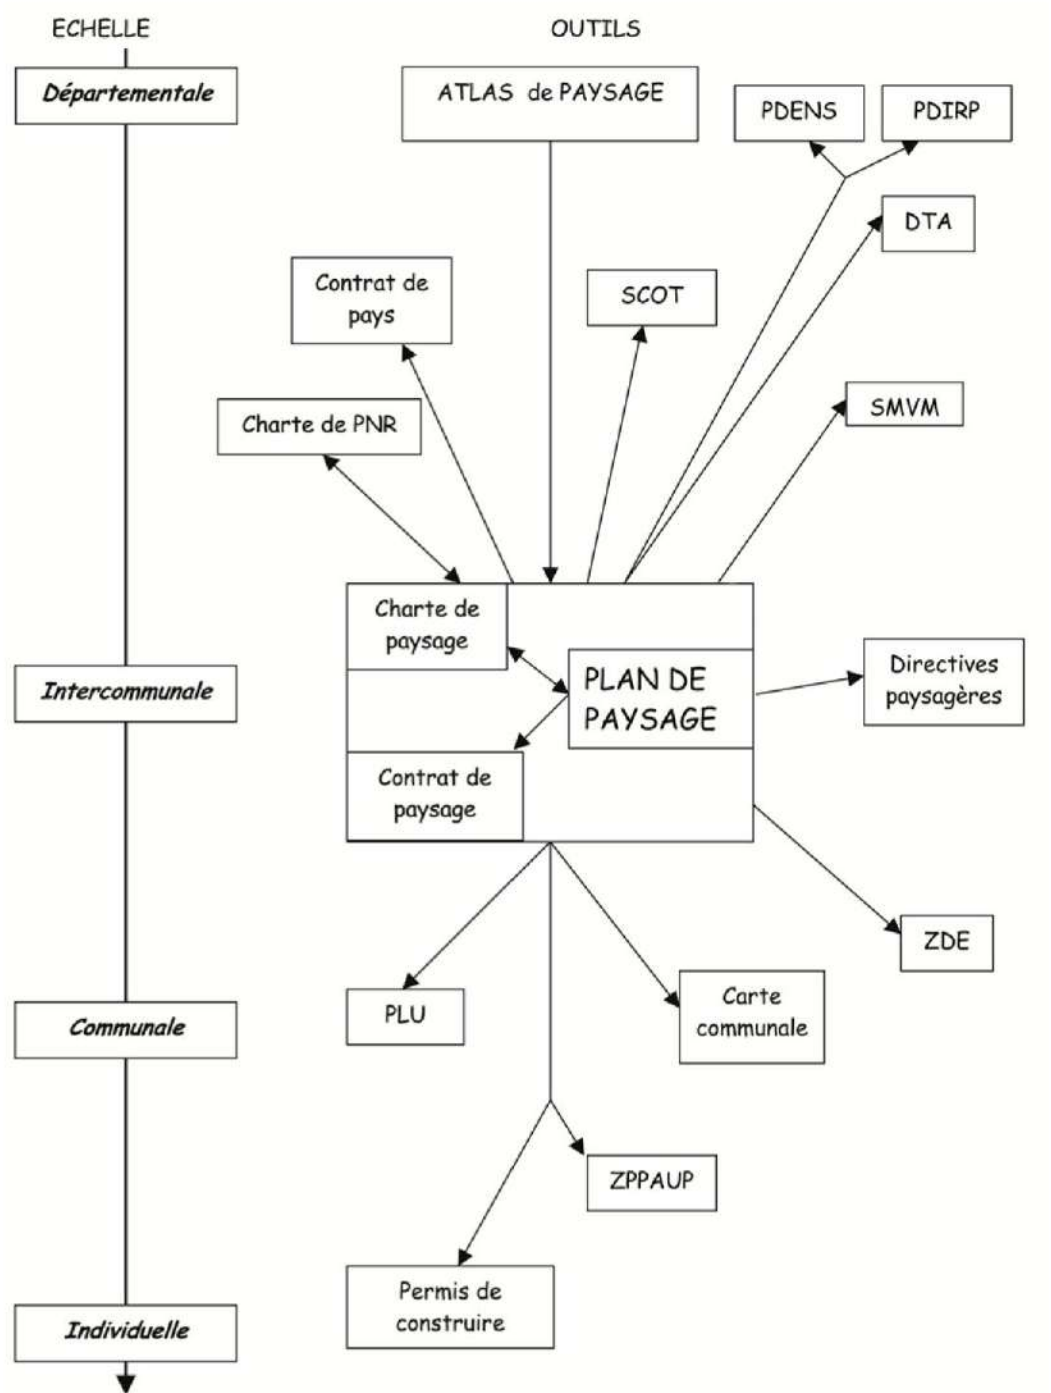 ECHELLE
OUTILS
Départementale
ATLAS de PAYSAGE
PDENS
PDIRP
DTA
Contrat de
pays
SCOT
Charte de PNR
SMVM
Charte de
paysage
Intercommunale
PLAN DE
PAYSAGE
Directives
paysagères
Contrat de
paysage
ZDE
Communale
PLU
Carte
communale
ZPPAUP
Individuelle
Permis de
construire